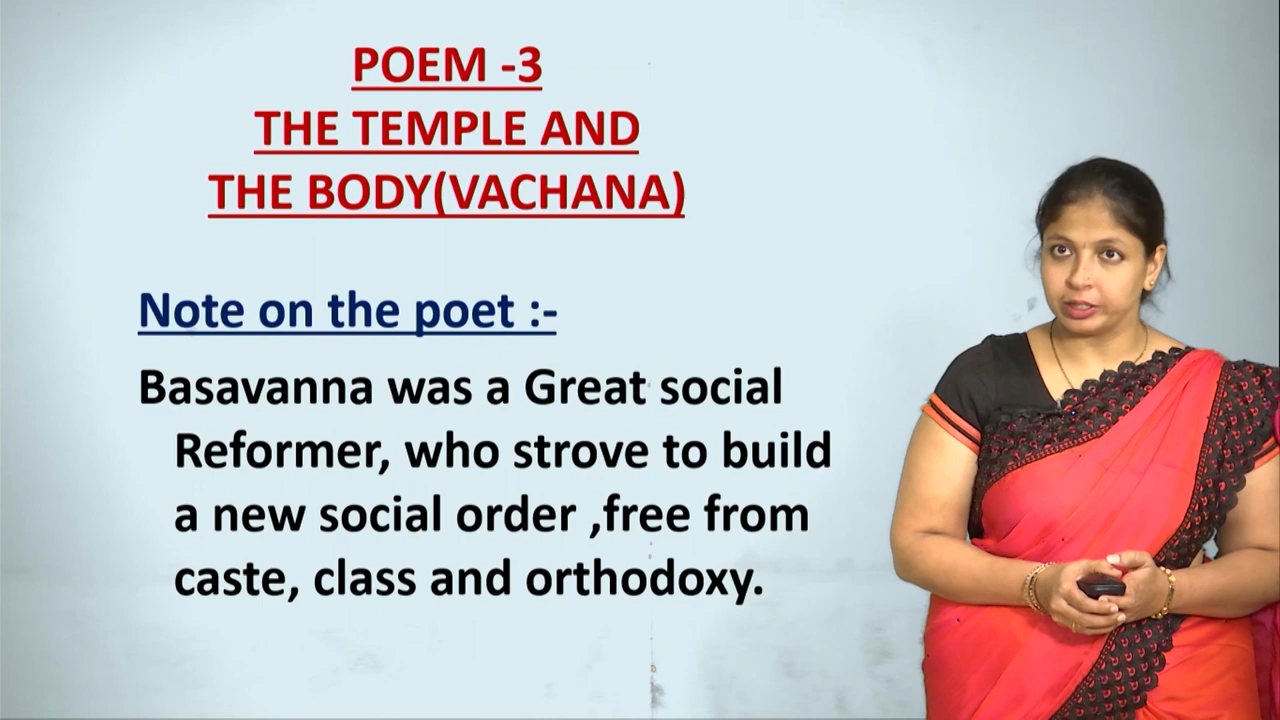 POEM -3
THE TEMPLE AND
THE BODY(VACHANA)
Note on the poet :-
Basavanna was a Great social
Reformer, who strove to build
a new social order ,free from
caste, class and orthodoxy.